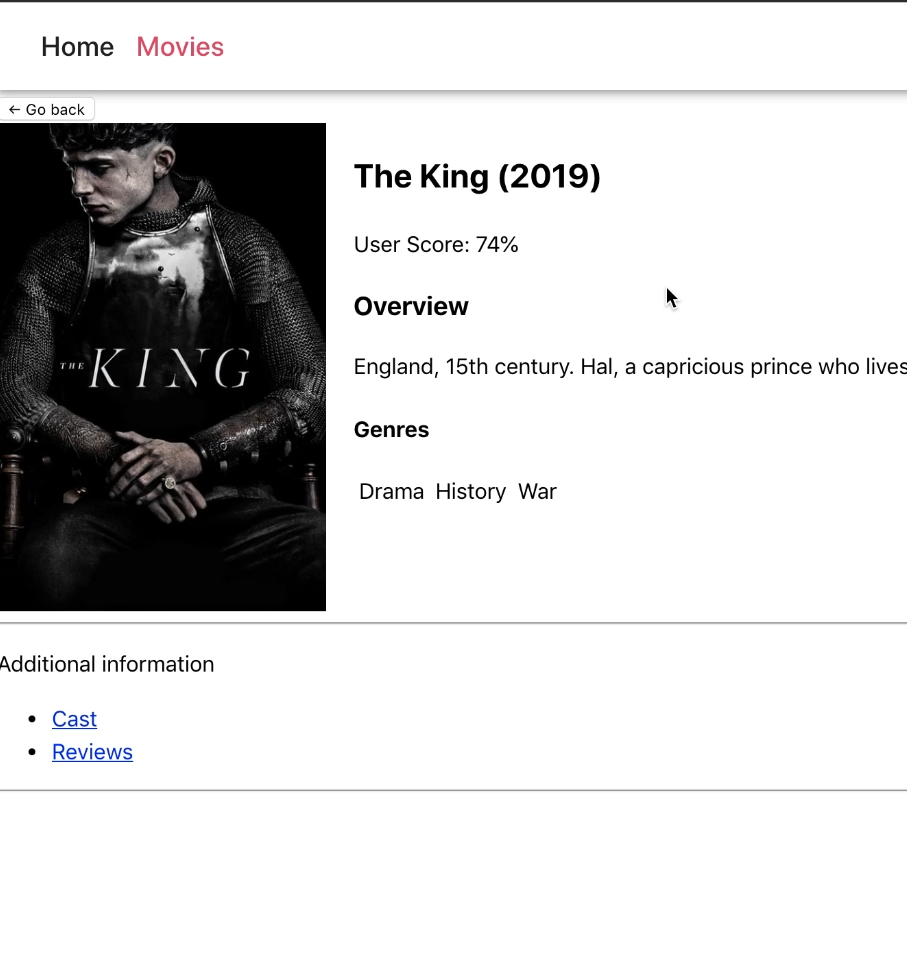 Home Movies
← Go back
THE KING
The King (2019)
User Score: 74%
Overview
England, 15th century. Hal, a capricious prince who lives
Genres
Drama History War
Additional information
• Cast
• Reviews